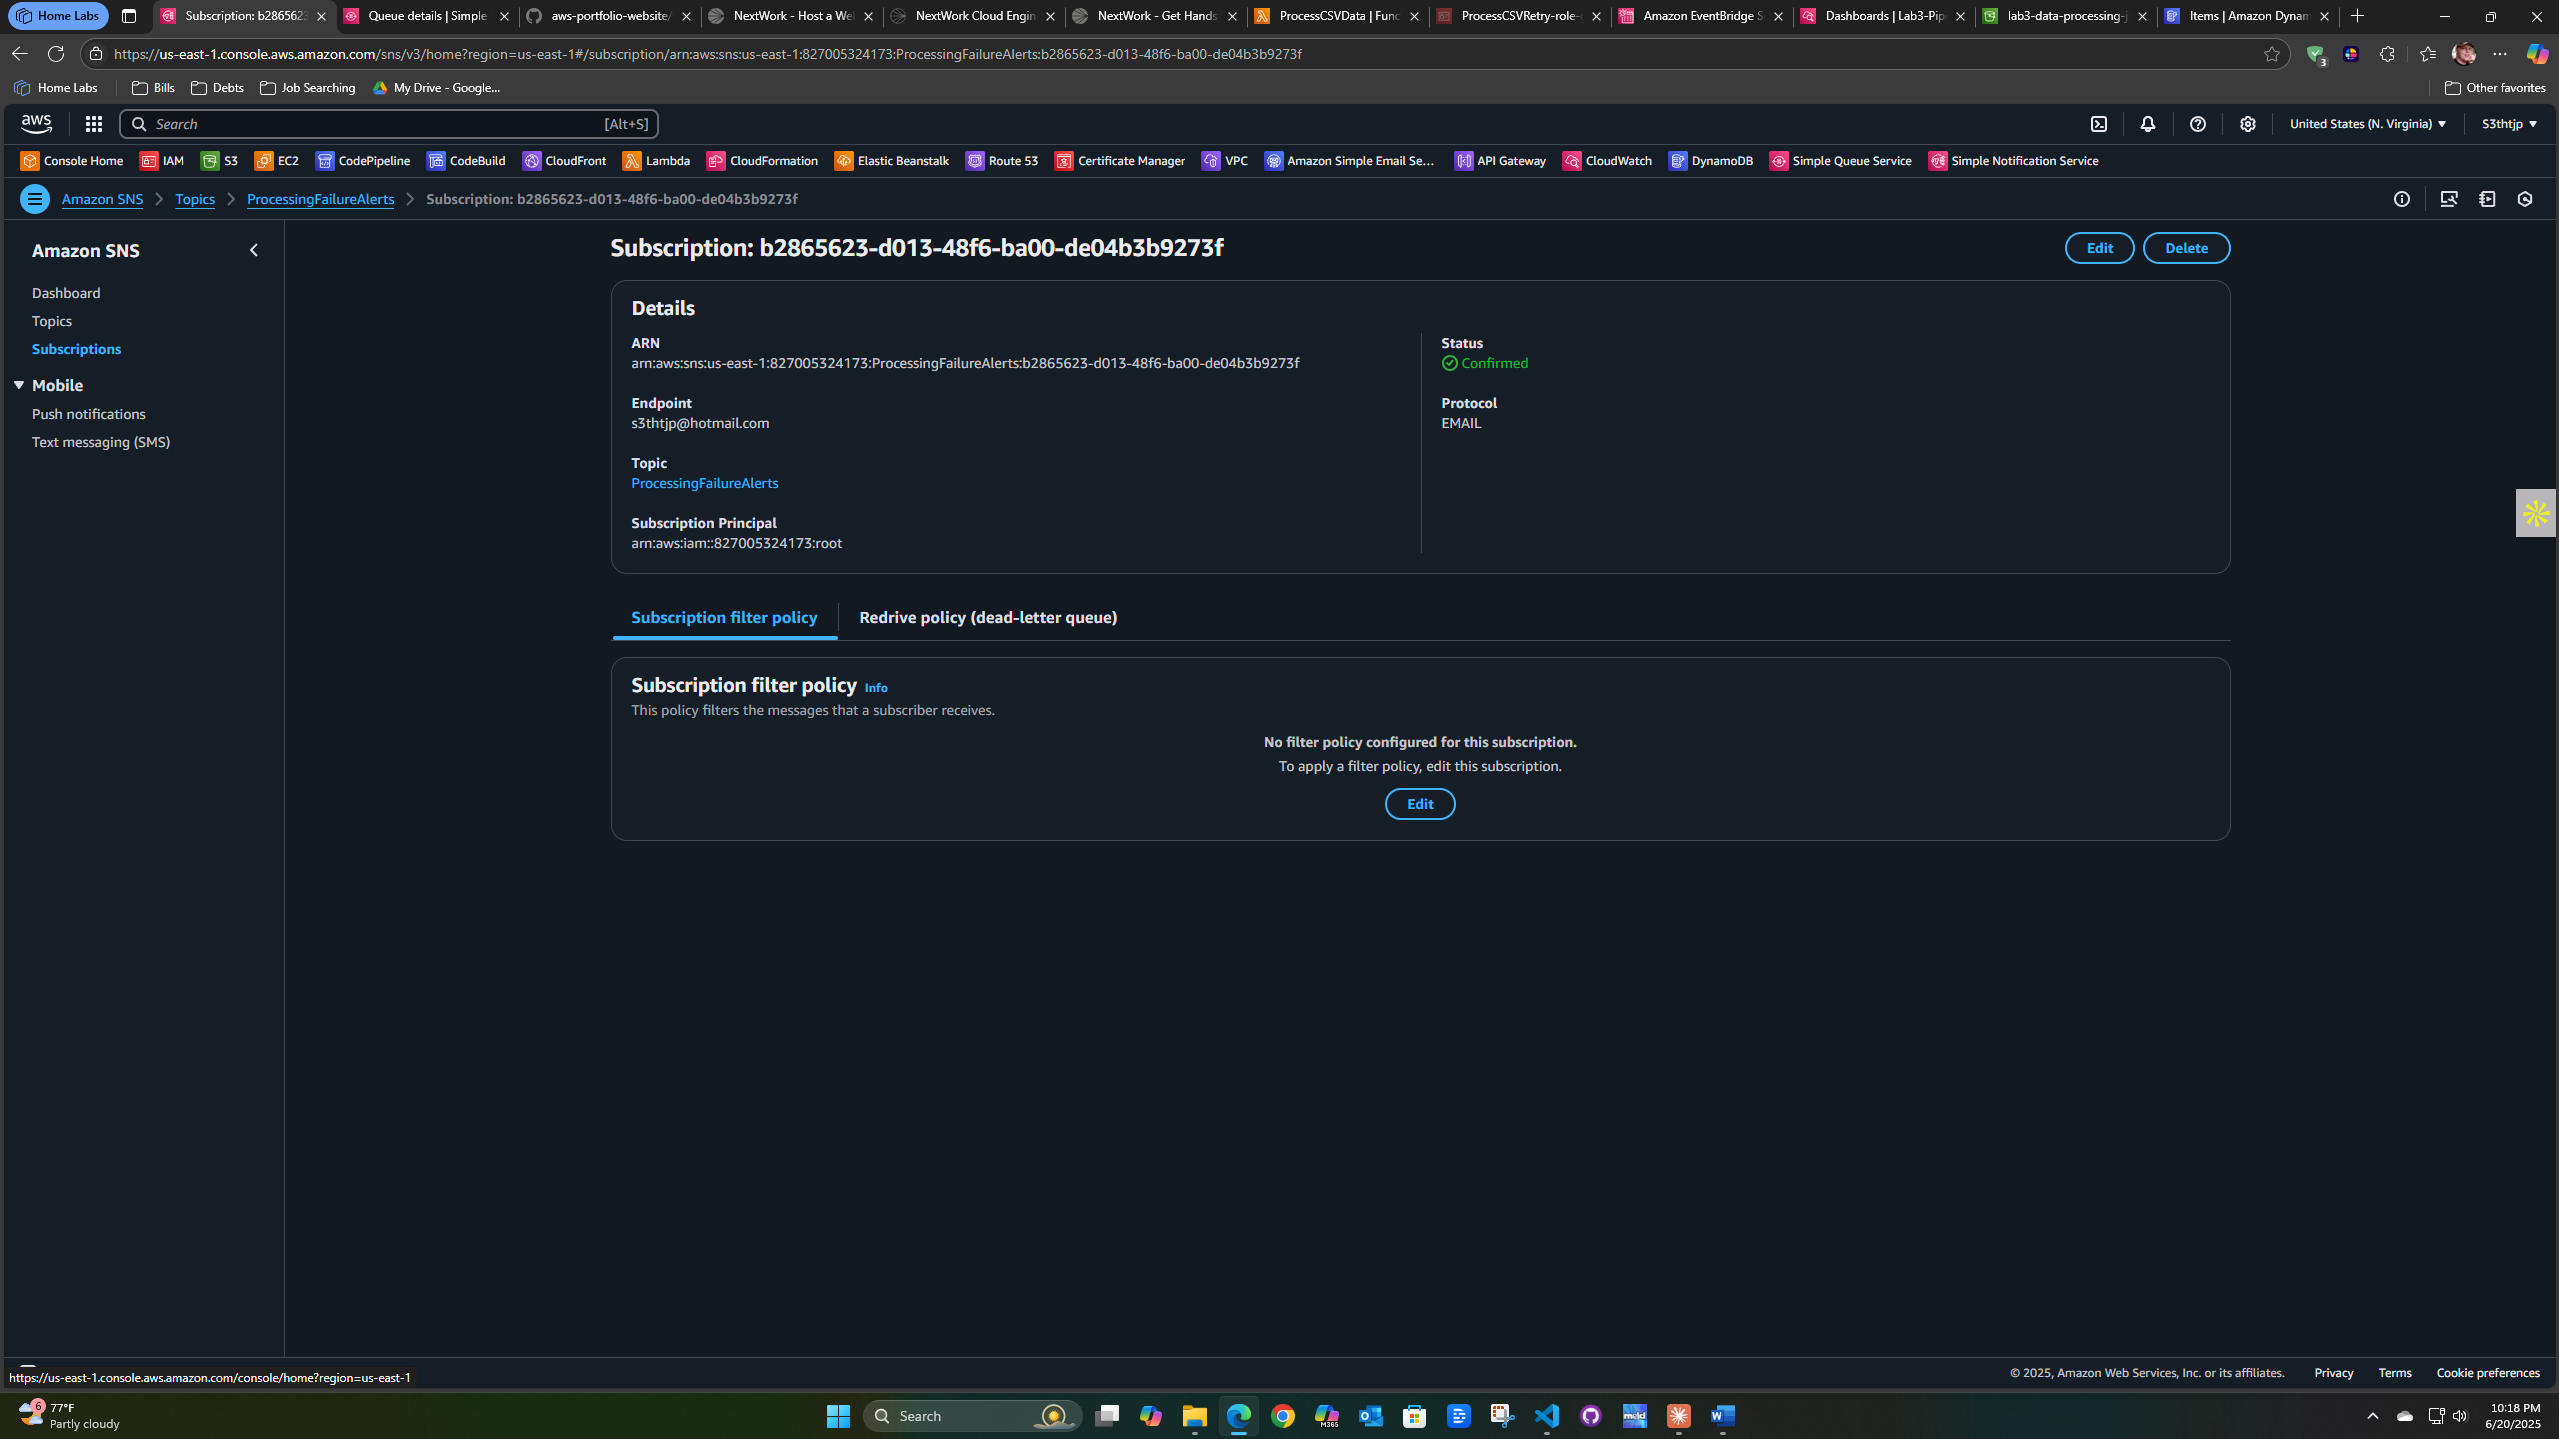 Home Labs
Subscription: b2865623
Queue details | Simple
aws-portfolio-website/
NextWork - Host a We
NextWork Cloud Engin
NextWork - Get Hands
ProcessCSVData | Func
ProcessCSVRetry-role-
Amazon EventBridge S
Dashboards | Lab3-Pip
lab3-data-processing-j
Items | Amazon Dynam
https://us-east-1.console.aws.amazon.com/sns/v3/home?region=us-east-1#/subscription/arn:aws:sns:us-east-1:827005324173:ProcessingFailureAlerts:b2865623-d013-48f6-ba00-de04b3b9273f
3
Home Labs
Bills
Debts
Job Searching
My Drive - Google...
Other favorites
aws
Search
[Alt+S]
United States (N. Virginia)
S3thtjp
Console Home
IAM
S3
EC2
CodePipeline
CodeBuild
CloudFront
Lambda
CloudFormation
Elastic Beanstalk
Route 53
Certificate Manager
VPC
Amazon Simple Email Se...
API Gateway
CloudWatch
DynamoDB
Simple Queue Service
Simple Notification Service
Amazon SNS
Topics
ProcessingFailureAlerts
Subscription: b2865623-d013-48f6-ba00-de04b3b9273f
Amazon SNS
Dashboard
Topics
Subscriptions
Mobile
Push notifications
Text messaging (SMS)
Subscription: b2865623-d013-48f6-ba00-de04b3b9273f
Edit
Delete
Details
ARN
arn:aws:sns:us-east-1:827005324173:ProcessingFailureAlerts:b2865623-d013-48f6-ba00-de04b3b9273f
Endpoint
s3thtjp@hotmail.com
Topic
ProcessingFailureAlerts
Subscription Principal
arn:aws:iam::827005324173:root
Status
Confirmed
Protocol
EMAIL
Subscription filter policy
Redrive policy (dead-letter queue)
Subscription filter policy Info
This policy filters the messages that a subscriber receives.
No filter policy configured for this subscription.
To apply a filter policy, edit this subscription.
Edit
https://us-east-1.console.aws.amazon.com/console/home?region=us-east-1
© 2025, Amazon Web Services, Inc. or its affiliates.
Privacy
Terms
Cookie preferences
6
77°F
Partly cloudy
Search
M365
meld
10:18 PM
6/20/2025